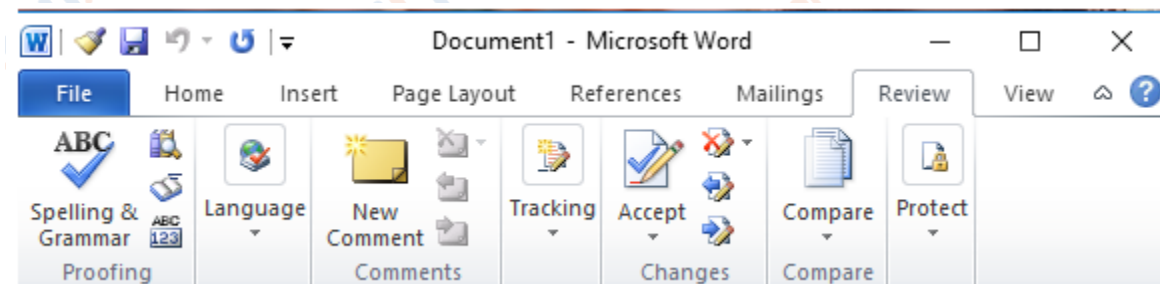 W Document1 - Microsoft Word
File Home Insert Page Layout References Mailings Review View ?
ABC
Spelling & Grammar
ABC
123
Language
New Comment
Tracking
Accept
Compare
Protect
Proofing Comments Changes Compare